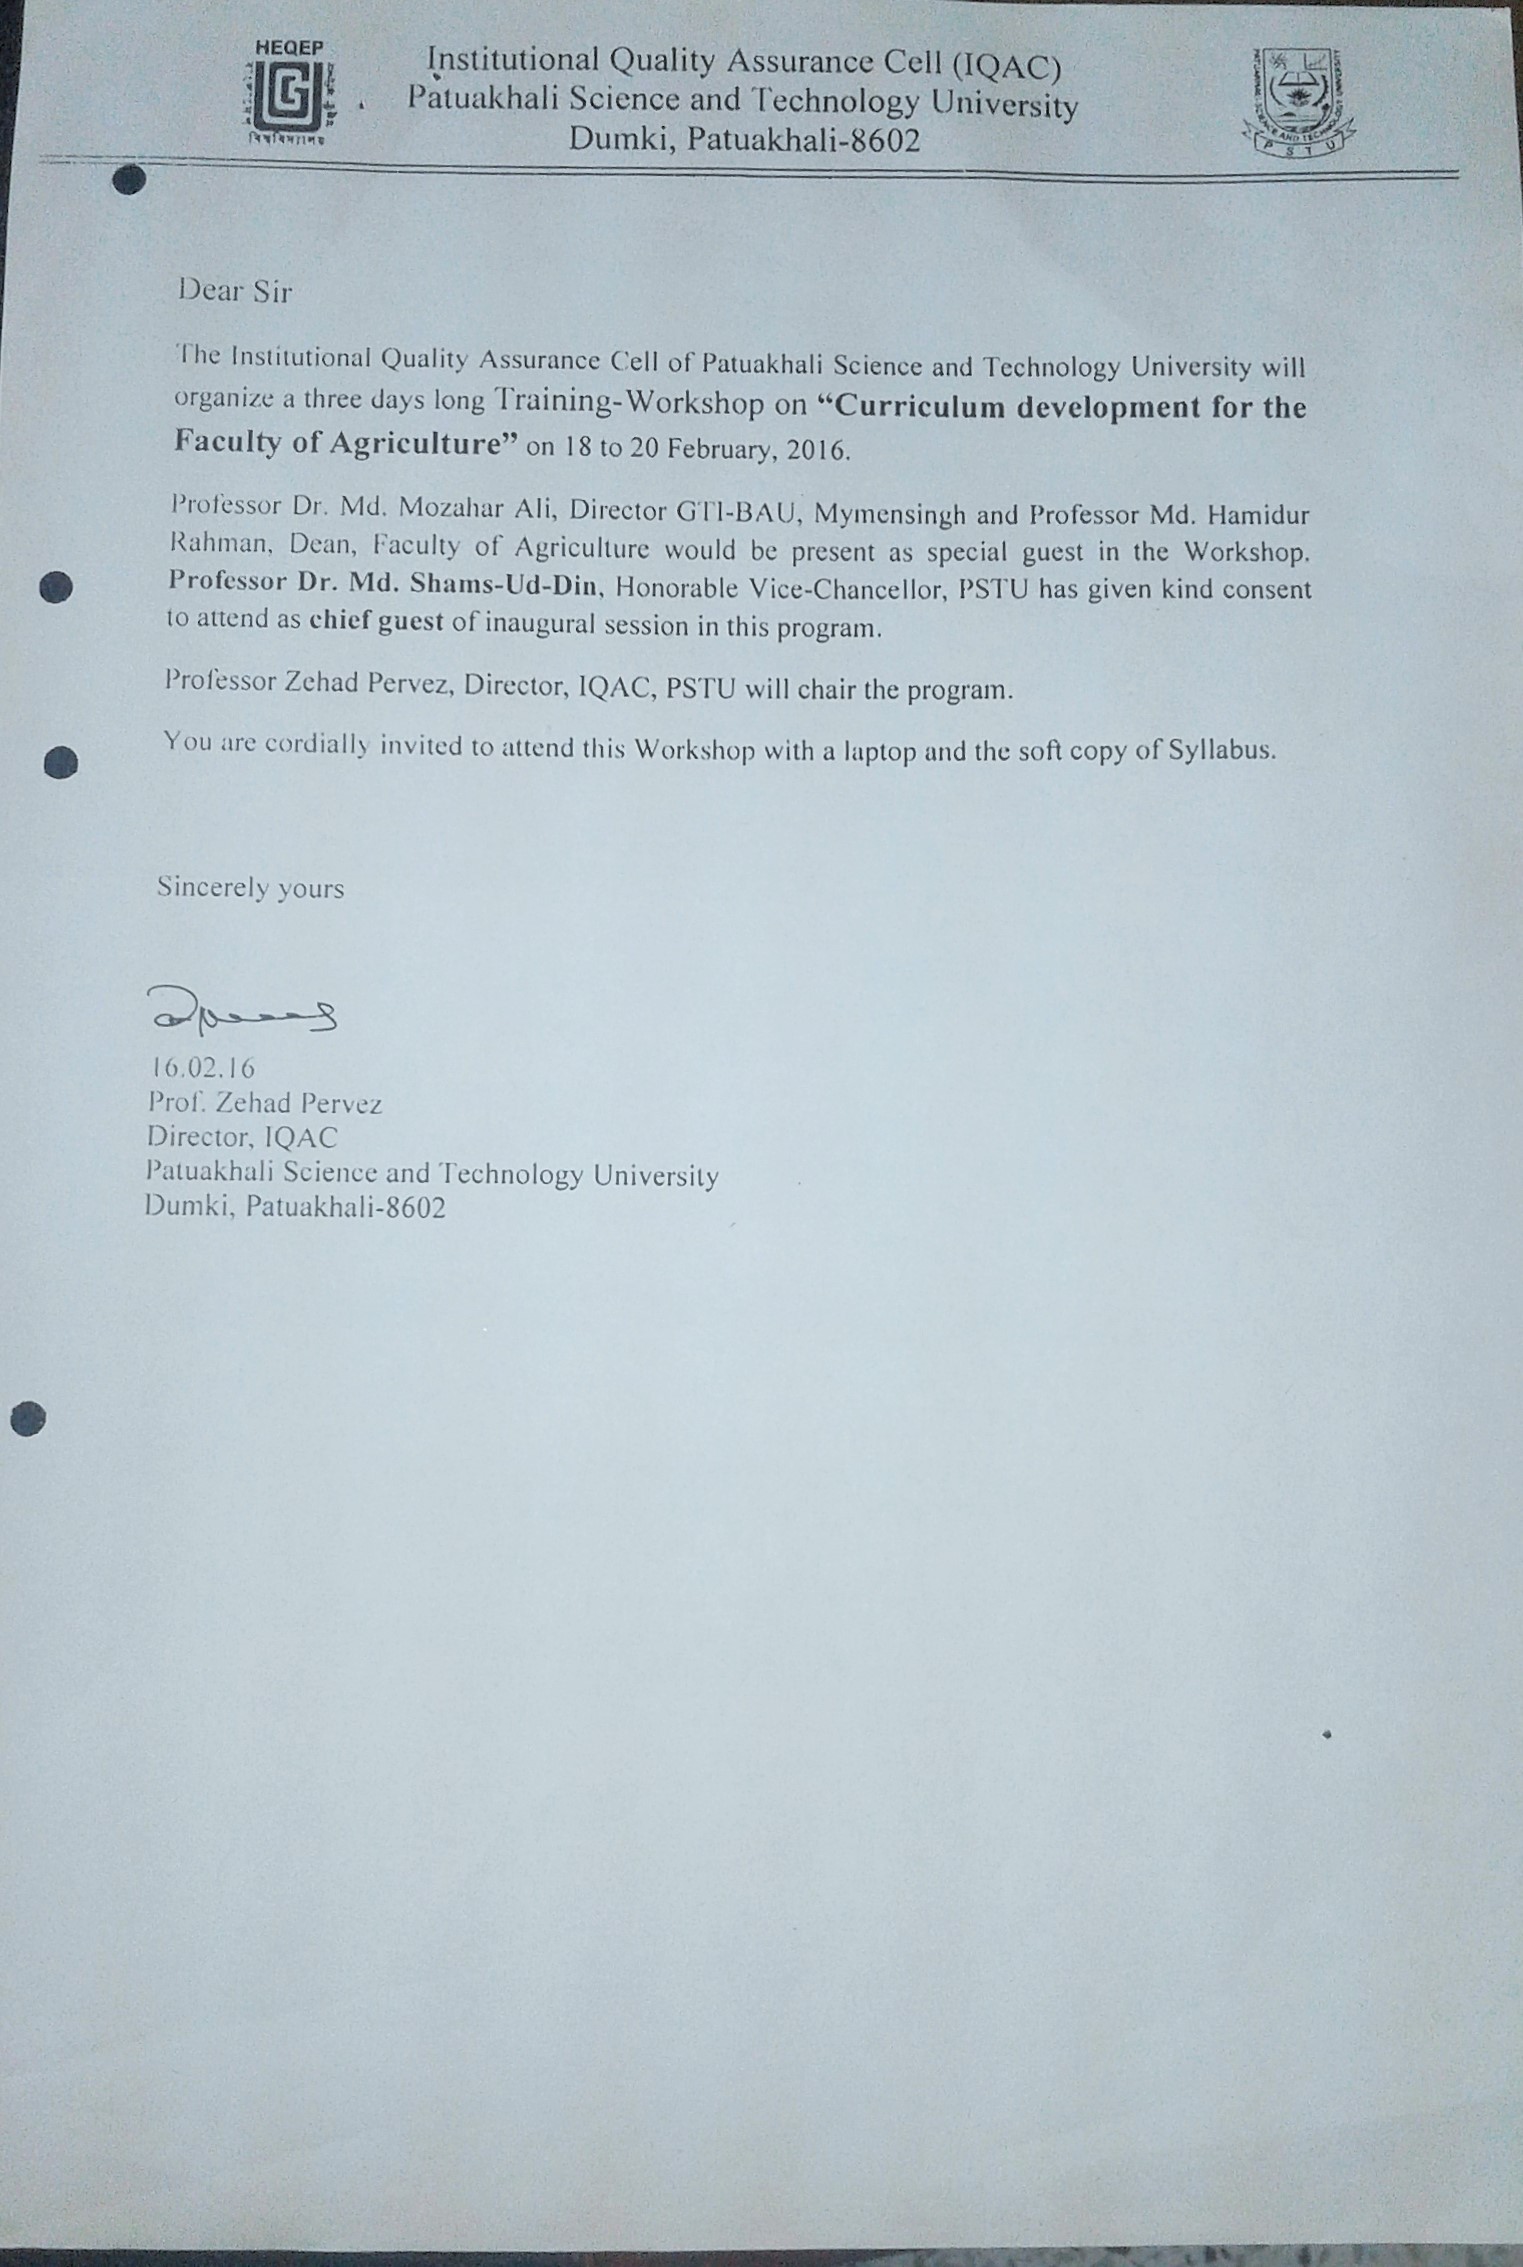 HEQEP
বিশ্ববিদ্যালয়
Institutional Quality Assurance Cell (IQAC)
Patuakhali Science and Technology University
Dumki, Patuakhali-8602
PATUAKHALI SCIENCE AND TECHNOLOGY UNIVERSITY
P S T U
Dear Sir
The Institutional Quality Assurance Cell of Patuakhali Science and Technology University will
organize a three days long Training-Workshop on “Curriculum development for the
Faculty of Agriculture” on 18 to 20 February, 2016.
Professor Dr. Md. Mozahar Ali, Director GTI-BAU, Mymensingh and Professor Md. Hamidur
Rahman, Dean, Faculty of Agriculture would be present as special guest in the Workshop.
Professor Dr. Md. Shams-Ud-Din, Honorable Vice-Chancellor, PSTU has given kind consent
to attend as chief guest of inaugural session in this program.
Professor Zehad Pervez, Director, IQAC, PSTU will chair the program.
You are cordially invited to attend this Workshop with a laptop and the soft copy of Syllabus.
Sincerely yours
16.02.16
Prof. Zehad Pervez
Director, IQAC
Patuakhali Science and Technology University
Dumki, Patuakhali-8602